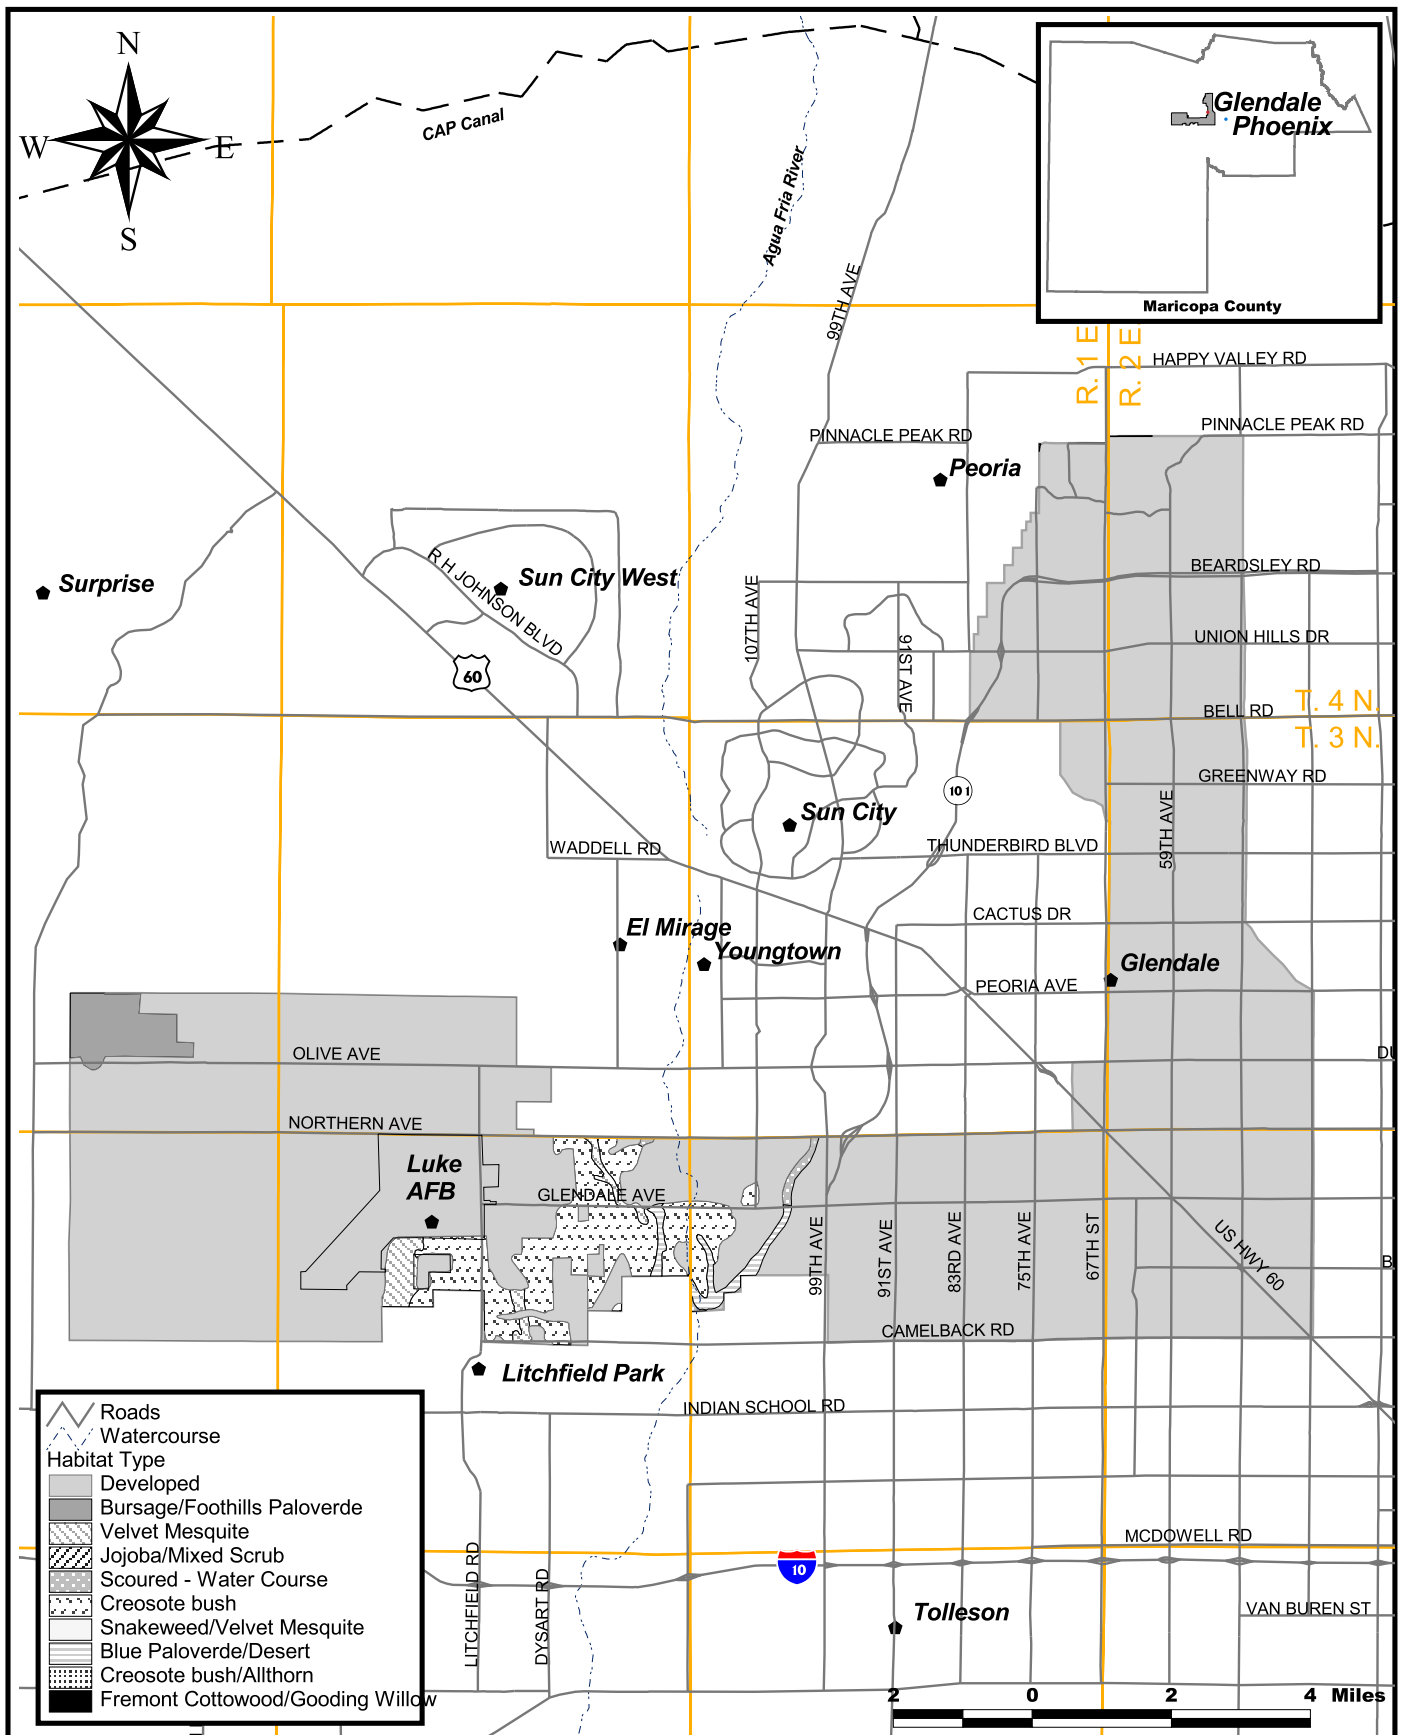 N
W
E
S
CAP Canal
Agua Fria River
99TH AVE
Glendale
Phoenix
Maricopa County
R. 1 E
R. 2 E
HAPPY VALLEY RD
PINNACLE PEAK RD
PINNACLE PEAK RD
Peoria
BEARDSLEY RD
Surprise
Sun City West
R H JOHNSON BLVD
107TH AVE
91ST AVE
UNION HILLS DR
60
T. 4 N.
BELL RD
T. 3 N.
GREENWAY RD
101
59TH AVE
Sun City
WADDELL RD
THUNDERBIRD BLVD
CACTUS DR
El Mirage
Youngtown
Glendale
PEORIA AVE
OLIVE AVE
DU
NORTHERN AVE
Luke
AFB
GLENDALE AVE
99TH AVE
91ST AVE
83RD AVE
75TH AVE
67TH ST
US HWY 60
B
CAMELBACK RD
Litchfield Park
INDIAN SCHOOL RD
Roads
Watercourse
Habitat Type
Developed
Bursage/Foothills Paloverde
Velvet Mesquite
Jojoba/Mixed Scrub
Scoured - Water Course
Creosote bush
Snakeweed/Velvet Mesquite
Blue Paloverde/Desert
Creosote bush/Allthorn
Fremont Cottowood/Gooding Willow
LITCHFIELD RD
DYSART RD
MCDOWELL RD
10
Tolleson
VAN BUREN ST
2 0 2 4 Miles